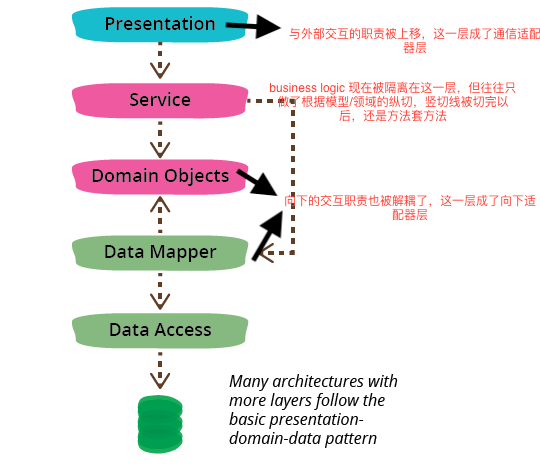 Presentation
与外部交互的职责被上移，这一层成了通信适配
器层
Service
business logic 现在被隔离在这一层，但往往只
做了根据模型/领域的纵切，竖切线被切完以
后，还是方法套方法
Domain Objects
向下的交互职责也被解耦了，这一层成了向下适
配器层
Data Mapper
Data Access
Many architectures with
more layers follow the
basic presentation-
domain-data pattern